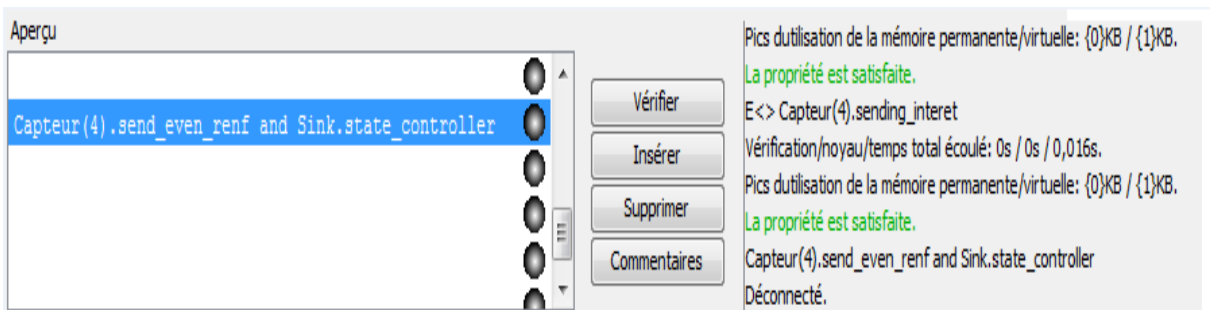 Aperçu
Capteur(4).send_even_renf and Sink.state_controller
Vérifier
Insérer
Supprimer
Commentaires
Pics dutilisation de la mémoire permanente/virtuelle: {0}KB / {1}KB.
La propriété est satisfaite.
E<> Capteur(4).sending_interet
Vérification/noyau/temps total écoulé: 0s / 0s / 0,016s.
Pics dutilisation de la mémoire permanente/virtuelle: {0}KB / {1}KB.
La propriété est satisfaite.
Capteur(4).send_even_renf and Sink.state_controller
Déconnecté.